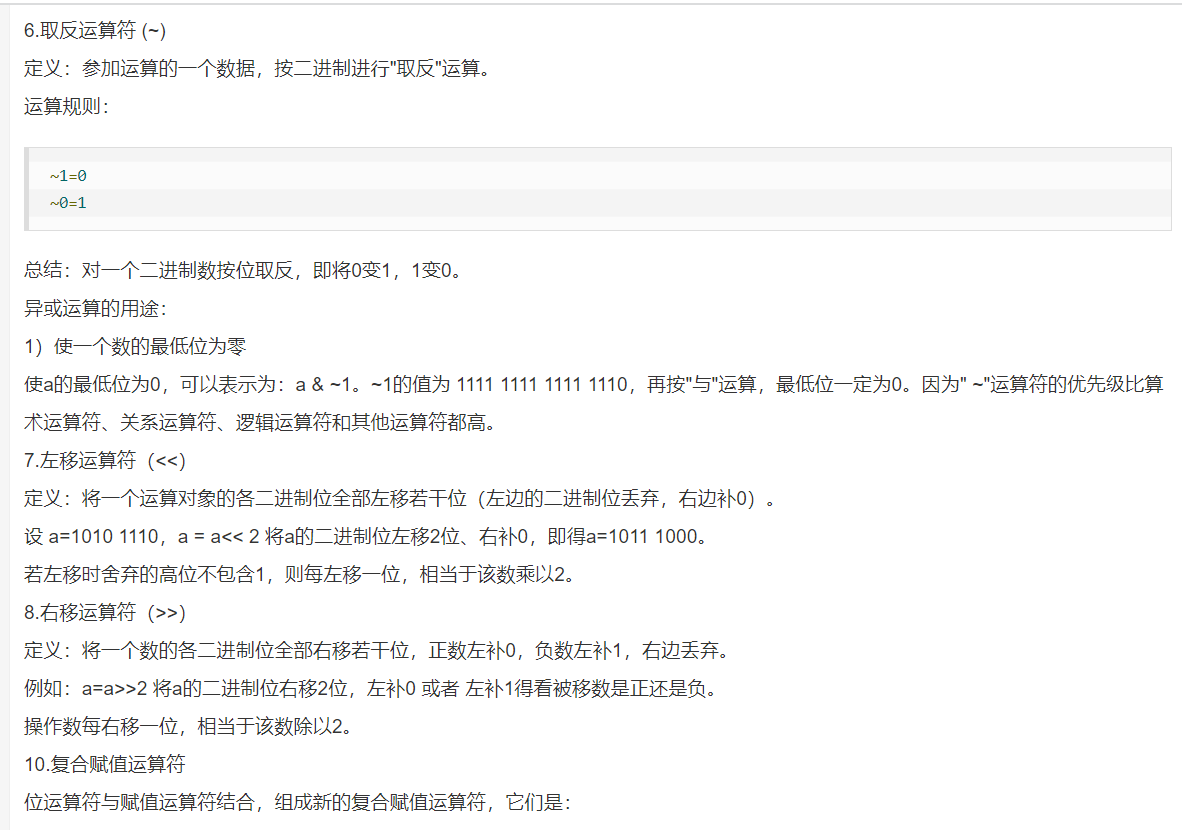 6.取反运算符 (~)
定义：参加运算的一个数据，按二进制进行"取反"运算。
运算规则：
~1=0
~0=1
总结：对一个二进制数按位取反，即将0变1，1变0。
异或运算的用途：
1）使一个数的最低位为零
使a的最低位为0，可以表示为：a & ~1。~1的值为 1111 1111 1111 1110，再按"与"运算，最低位一定为0。因为" ~"运算符的优先级比算
术运算符、关系运算符、逻辑运算符和其他运算符都高。
7.左移运算符（<<）
定义：将一个运算对象的各二进制位全部左移若干位（左边的二进制位丢弃，右边补0）。
设 a=1010 1110，a = a<< 2 将a的二进制位左移2位、右补0，即得a=1011 1000。
若左移时舍弃的高位不包含1，则每左移一位，相当于该数乘以2。
8.右移运算符（>>）
定义：将一个数的各二进制位全部右移若干位，正数左补0，负数左补1，右边丢弃。
例如：a=a>>2 将a的二进制位右移2位，左补0 或者 左补1得看被移数是正还是负。
操作数每右移一位，相当于该数除以2。
10.复合赋值运算符
位运算符与赋值运算符结合，组成新的复合赋值运算符，它们是：